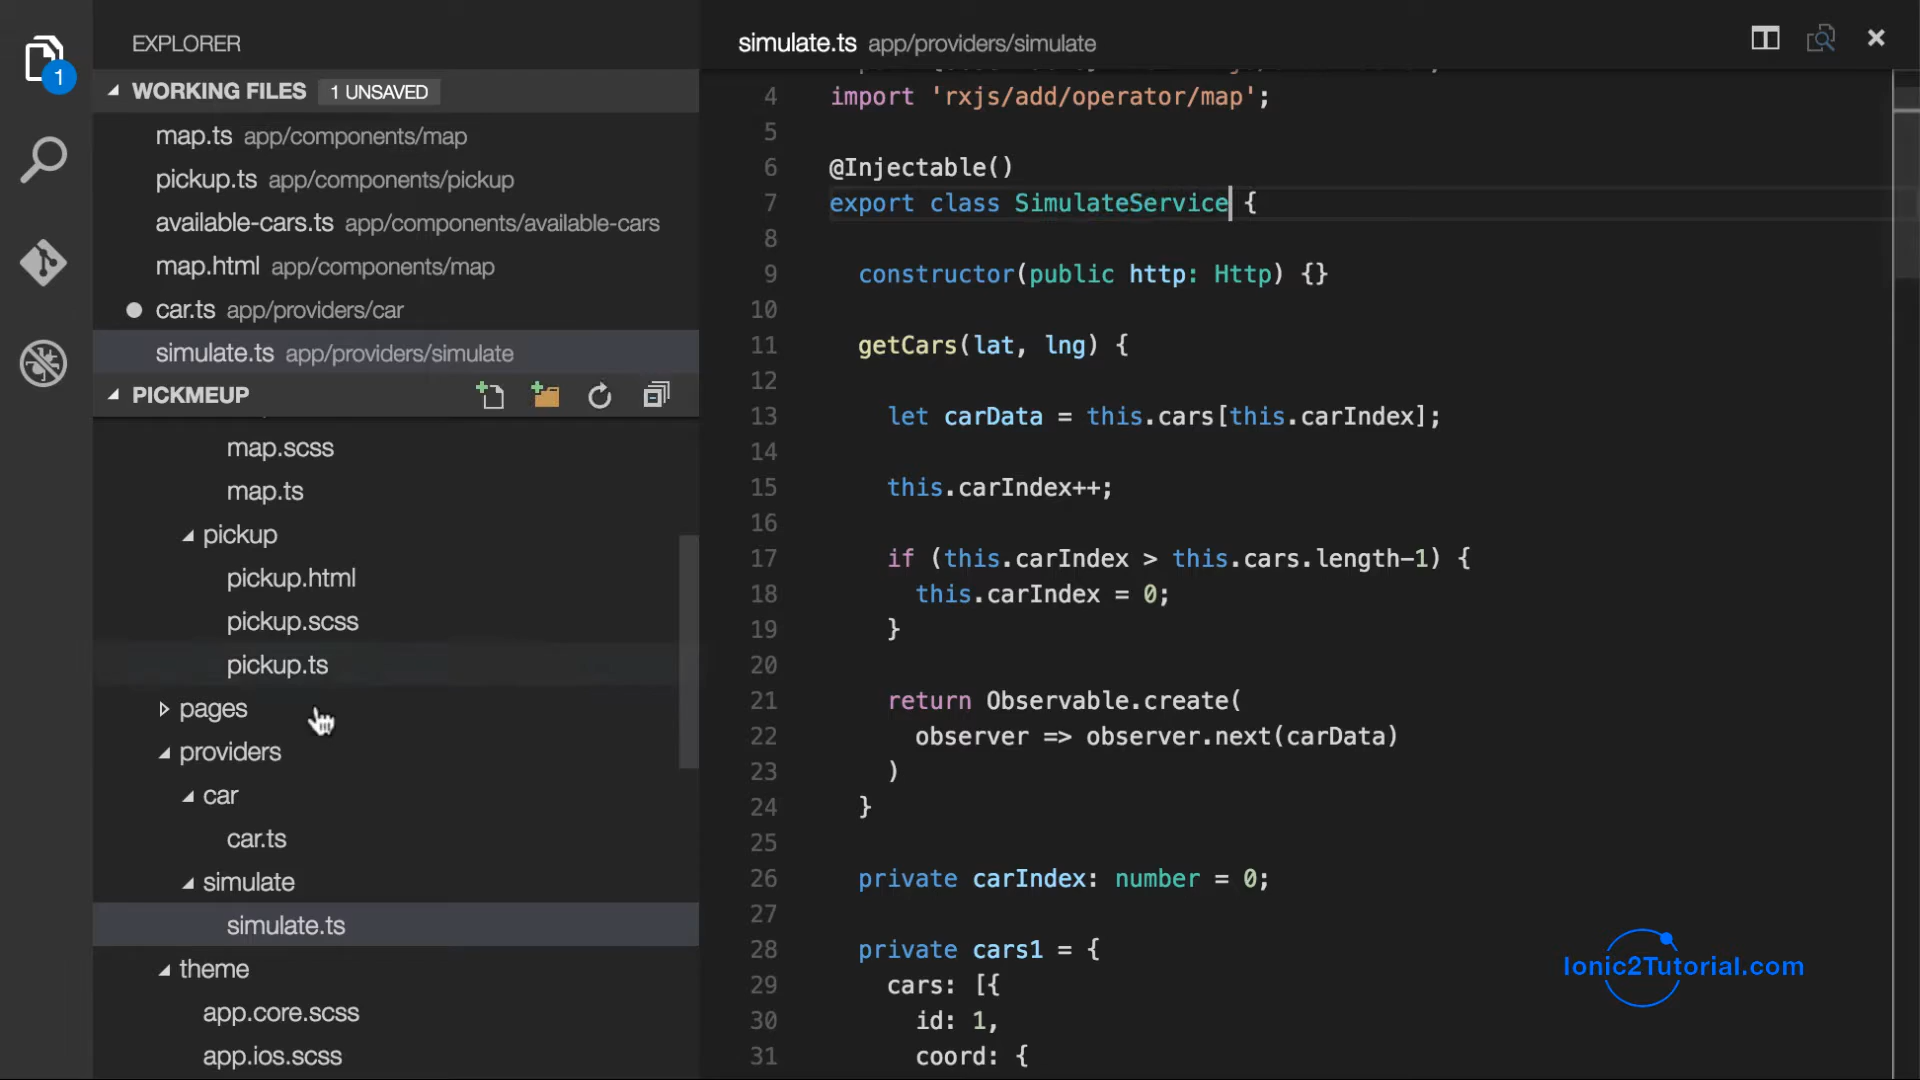 EXPLORER
WORKING FILES 1 UNSAVED
map.ts app/components/map
pickup.ts app/components/pickup
available-cars.ts app/components/available-cars
map.html app/components/map
car.ts app/providers/car
simulate.ts app/providers/simulate
PICKMEUP
map.scss
map.ts
pickup
pickup.html
pickup.scss
pickup.ts
pages
providers
car
car.ts
simulate
simulate.ts
theme
app.core.scss
app.ios.scss
1
simulate.ts app/providers/simulate
4 import 'rxjs/add/operator/map';
5
6 @Injectable()
7 export class SimulateService {
8
9 constructor(public http: Http) {}
10
11 getCars(lat, lng) {
12
13 let carData = this.cars[this.carIndex];
14
15 this.carIndex++;
16
17 if (this.carIndex > this.cars.length-1) {
18 this.carIndex = 0;
19 }
20
21 return Observable.create(
22 observer => observer.next(carData)
23 )
24 }
25
26 private carIndex: number = 0;
27
28 private cars1 = {
29 cars: [{
30 id: 1,
31 coord: {
Ionic2Tutorial.com